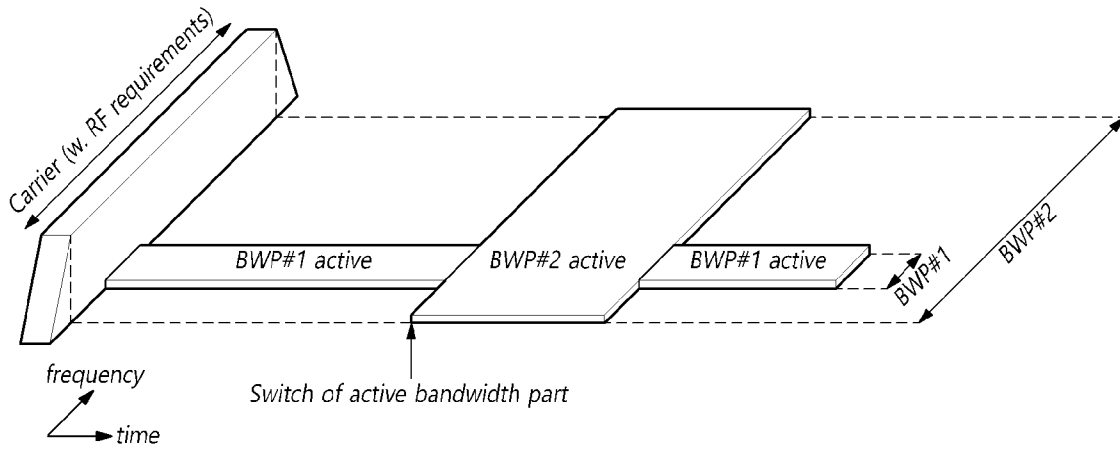 Carrier (w. RF requirements)
BWP#1 active
BWP#2 active
BWP#1 active
BWP#1
BWP#2
Switch of active bandwidth part
frequency
time